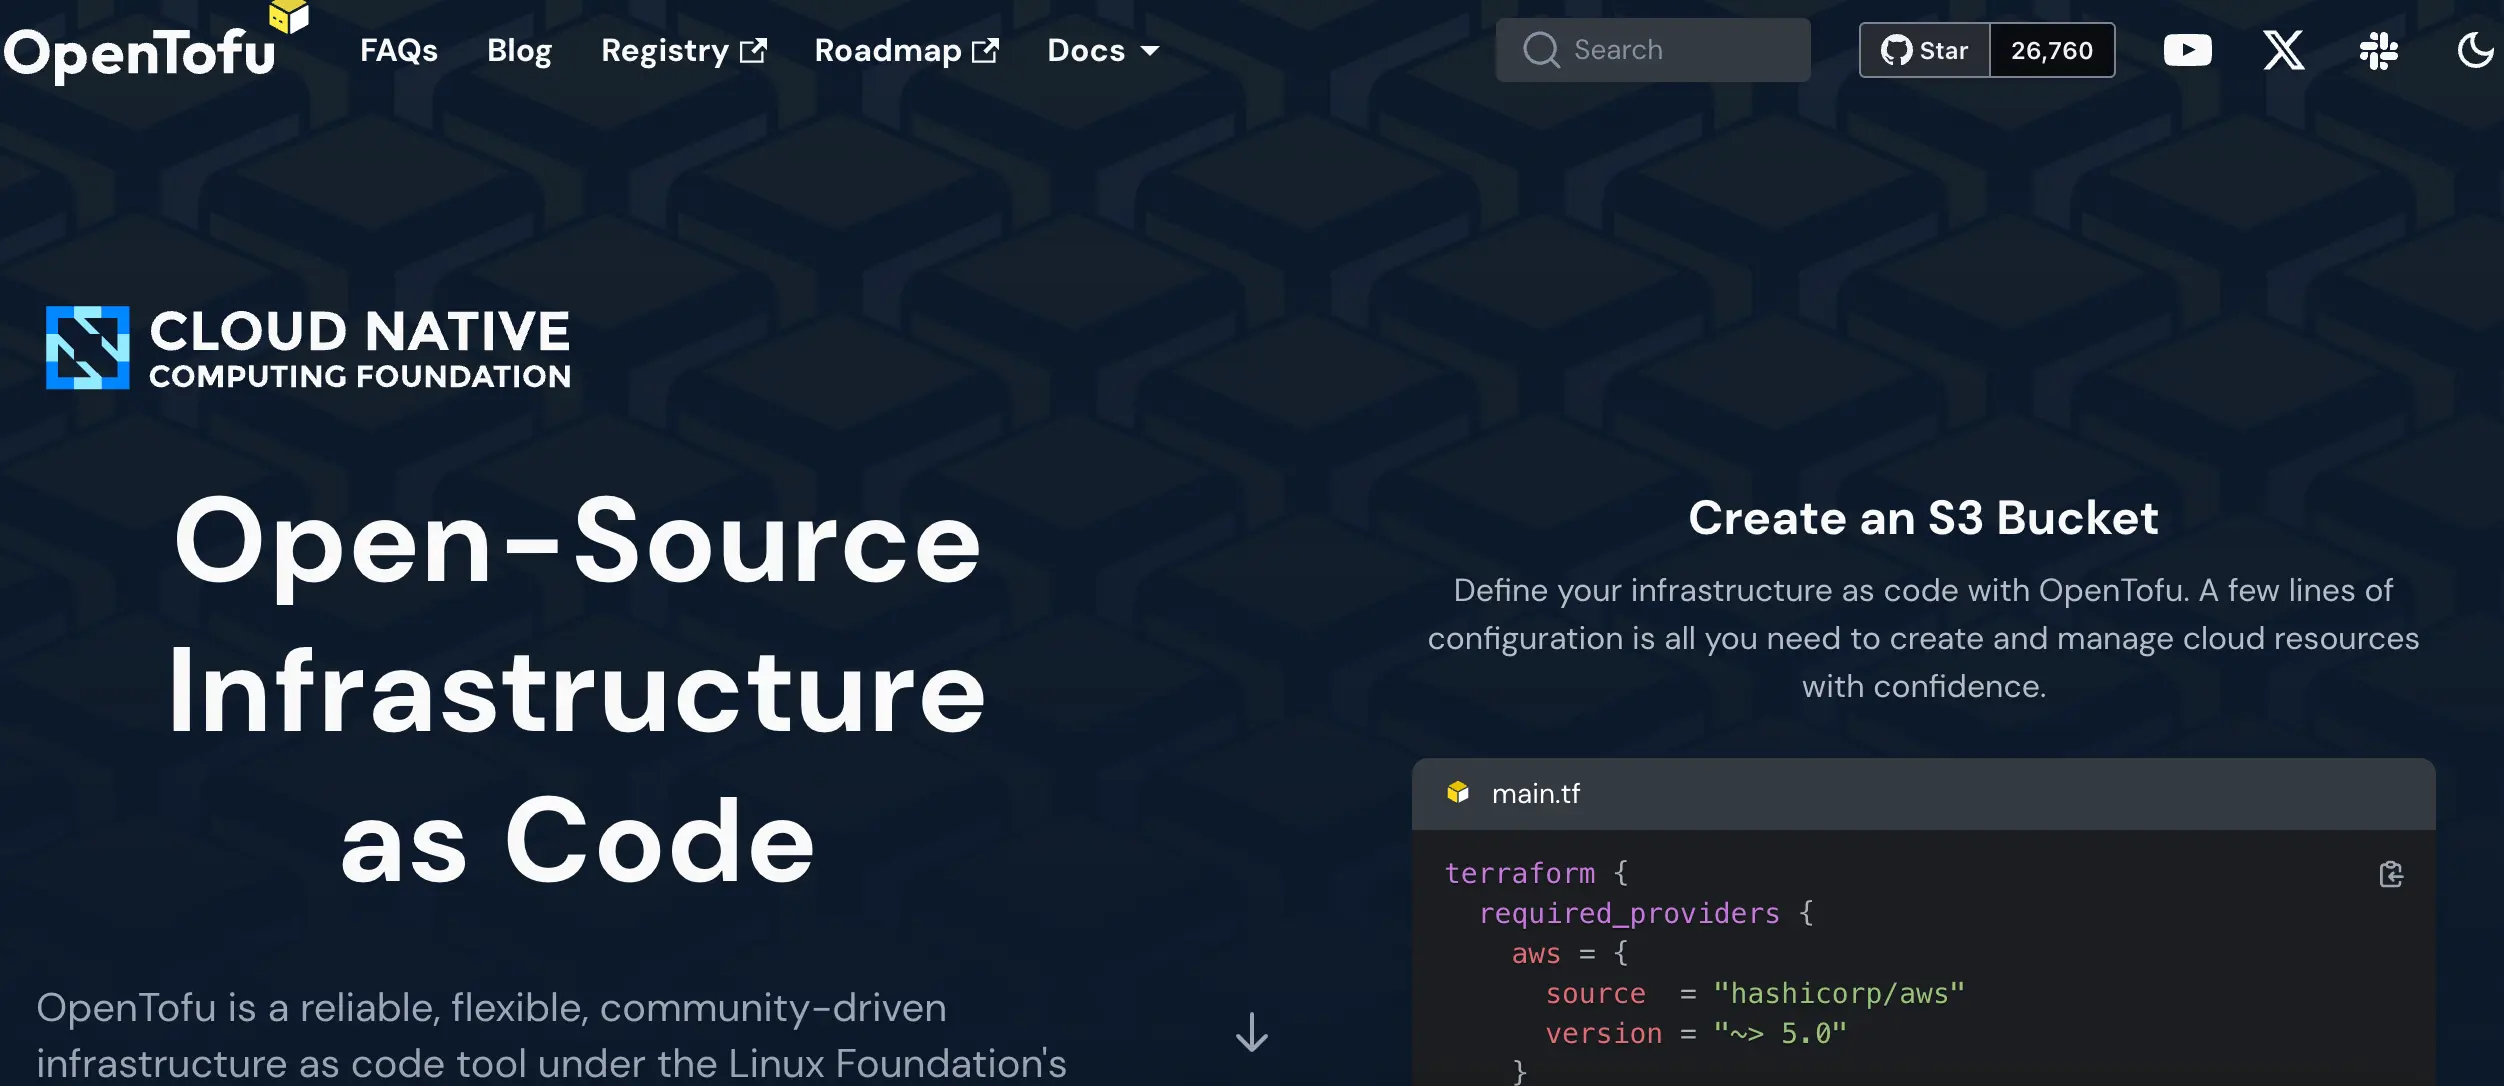 OpenTofu
FAQs Blog Registry Roadmap Docs
Search
Star 26,760
CLOUD NATIVE
COMPUTING FOUNDATION
Open-Source
Infrastructure
as Code
OpenTofu is a reliable, flexible, community-driven
infrastructure as code tool under the Linux Foundation's
Create an S3 Bucket
Define your infrastructure as code with OpenTofu. A few lines of
configuration is all you need to create and manage cloud resources
with confidence.
main.tf
terraform {
  required_providers {
    aws = {
      source  = "hashicorp/aws"
      version = "~> 5.0"
    }